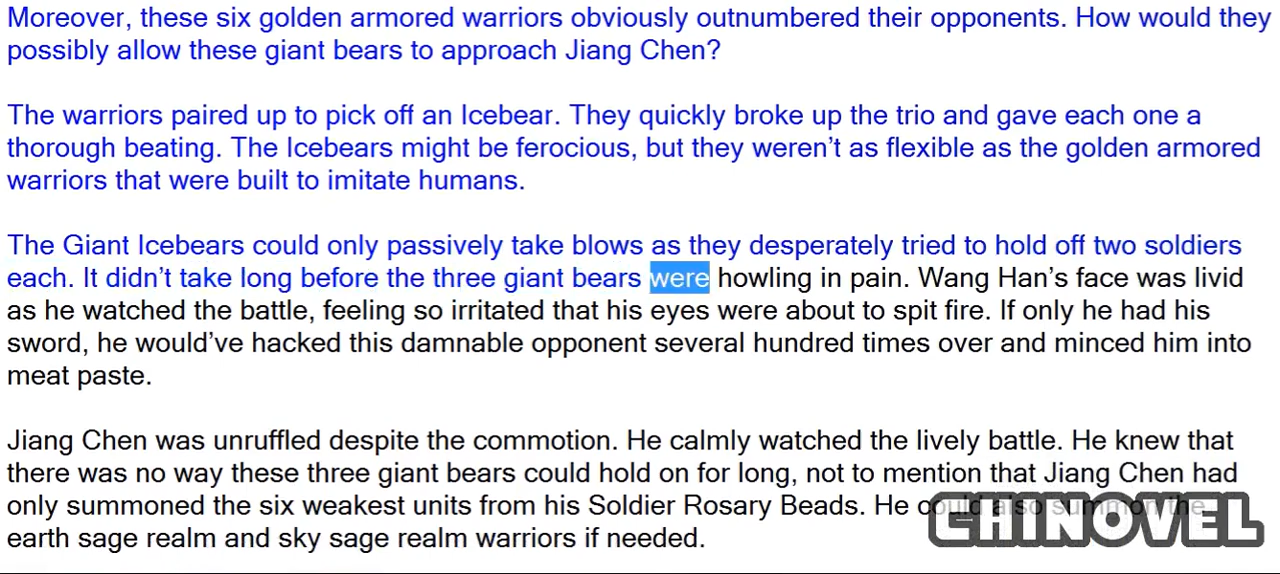 Moreover, these six golden armored warriors obviously outnumbered their opponents. How would they
possibly allow these giant bears to approach Jiang Chen?
The warriors paired up to pick off an Icebear. They quickly broke up the trio and gave each one a
thorough beating. The Icebears might be ferocious, but they weren’t as flexible as the golden armored
warriors that were built to imitate humans.
The Giant Icebears could only passively take blows as they desperately tried to hold off two soldiers
each. It didn’t take long before the three giant bears were howling in pain. Wang Han’s face was livid
as he watched the battle, feeling so irritated that his eyes were about to spit fire. If only he had his
sword, he would’ve hacked this damnable opponent several hundred times over and minced him into
meat paste.
Jiang Chen was unruffled despite the commotion. He calmly watched the lively battle. He knew that
there was no way these three giant bears could hold on for long, not to mention that Jiang Chen had
only summoned the six weakest units from his Soldier Rosary Beads. He could also summon the
earth sage realm and sky sage realm warriors if needed.
CHINOVEL